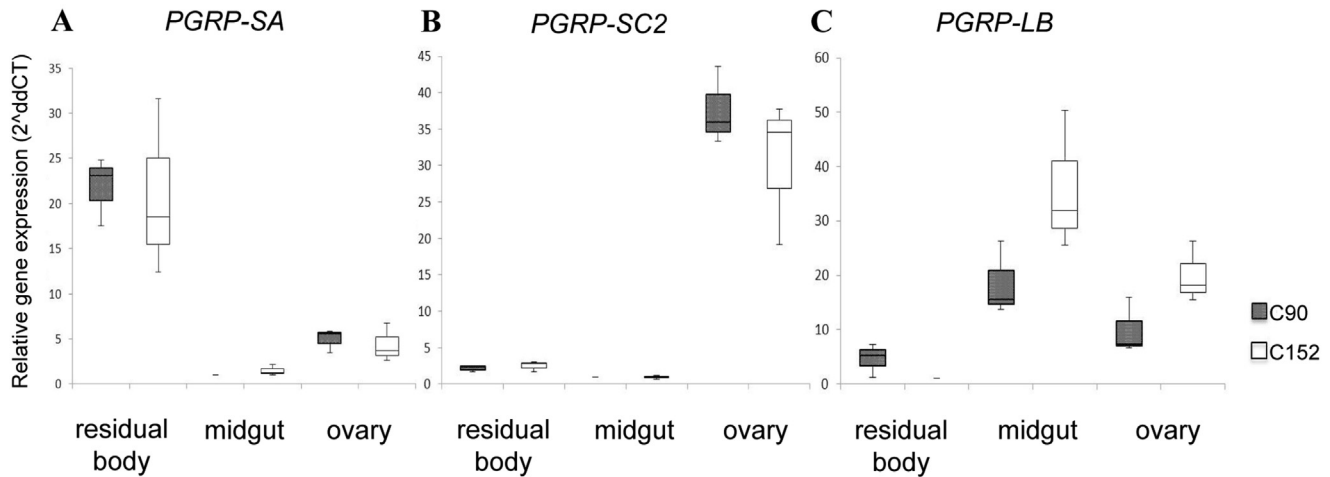 A PGRP-SA
B PGRP-SC2
C PGRP-LB
Relative gene expression (2^ddCT)
35
30
25
20
15
10
5
0
residual body
midgut
ovary
45
40
35
30
25
20
15
10
5
0
residual body
midgut
ovary
60
50
40
30
20
10
0
residual body
midgut
ovary
C90
C152